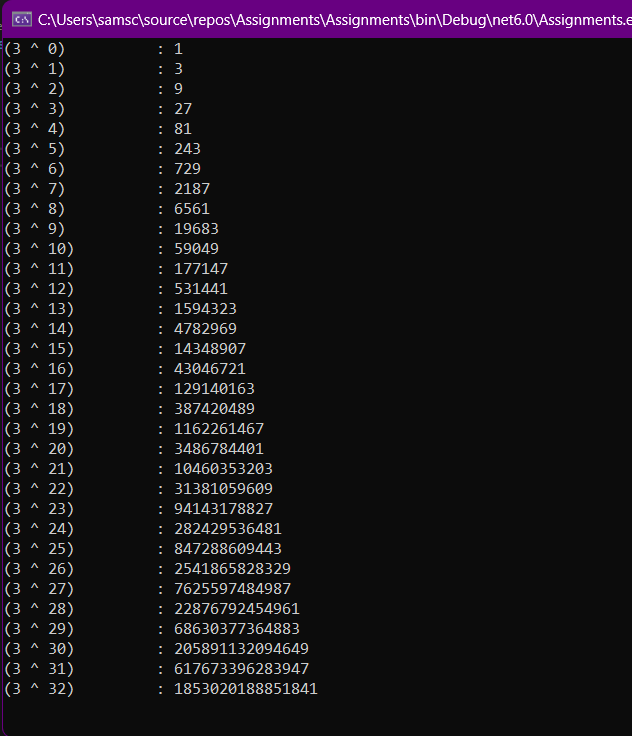 C:\Users\samsc\source\repos\Assignments\Assignments\bin\Debug\net6.0\Assignments.e
(3 ^ 0) : 1
(3 ^ 1) : 3
(3 ^ 2) : 9
(3 ^ 3) : 27
(3 ^ 4) : 81
(3 ^ 5) : 243
(3 ^ 6) : 729
(3 ^ 7) : 2187
(3 ^ 8) : 6561
(3 ^ 9) : 19683
(3 ^ 10) : 59049
(3 ^ 11) : 177147
(3 ^ 12) : 531441
(3 ^ 13) : 1594323
(3 ^ 14) : 4782969
(3 ^ 15) : 14348907
(3 ^ 16) : 43046721
(3 ^ 17) : 129140163
(3 ^ 18) : 387420489
(3 ^ 19) : 1162261467
(3 ^ 20) : 3486784401
(3 ^ 21) : 10460353203
(3 ^ 22) : 31381059609
(3 ^ 23) : 94143178827
(3 ^ 24) : 282429536481
(3 ^ 25) : 847288609443
(3 ^ 26) : 2541865828329
(3 ^ 27) : 7625597484987
(3 ^ 28) : 22876792454961
(3 ^ 29) : 68630377364883
(3 ^ 30) : 205891132094649
(3 ^ 31) : 617673396283947
(3 ^ 32) : 1853020188851841